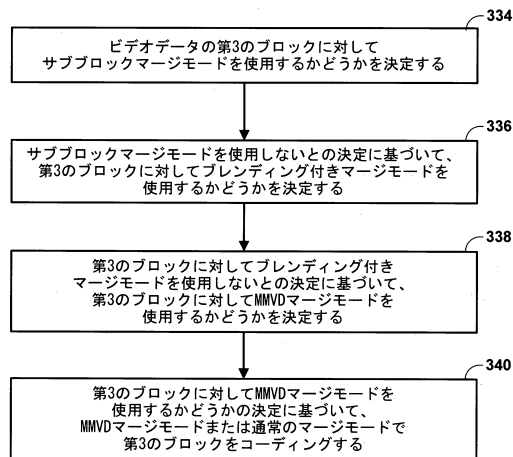 334
ビデオデータの第3のブロックに対して
サブブロックマージモードを使用するかどうかを決定する
336
サブブロックマージモードを使用しないとの決定に基づいて、
第3のブロックに対してブレンディング付きマージモードを
使用するかどうかを決定する
338
第3のブロックに対してブレンディング付き
マージモードを使用しないとの決定に基づいて、
第3のブロックに対してMMVDマージモードを
使用するかどうかを決定する
340
第3のブロックに対してMMVDマージモードを
使用するかどうかの決定に基づいて、
MMVDマージモードまたは通常のマージモードで
第3のブロックをコーディングする